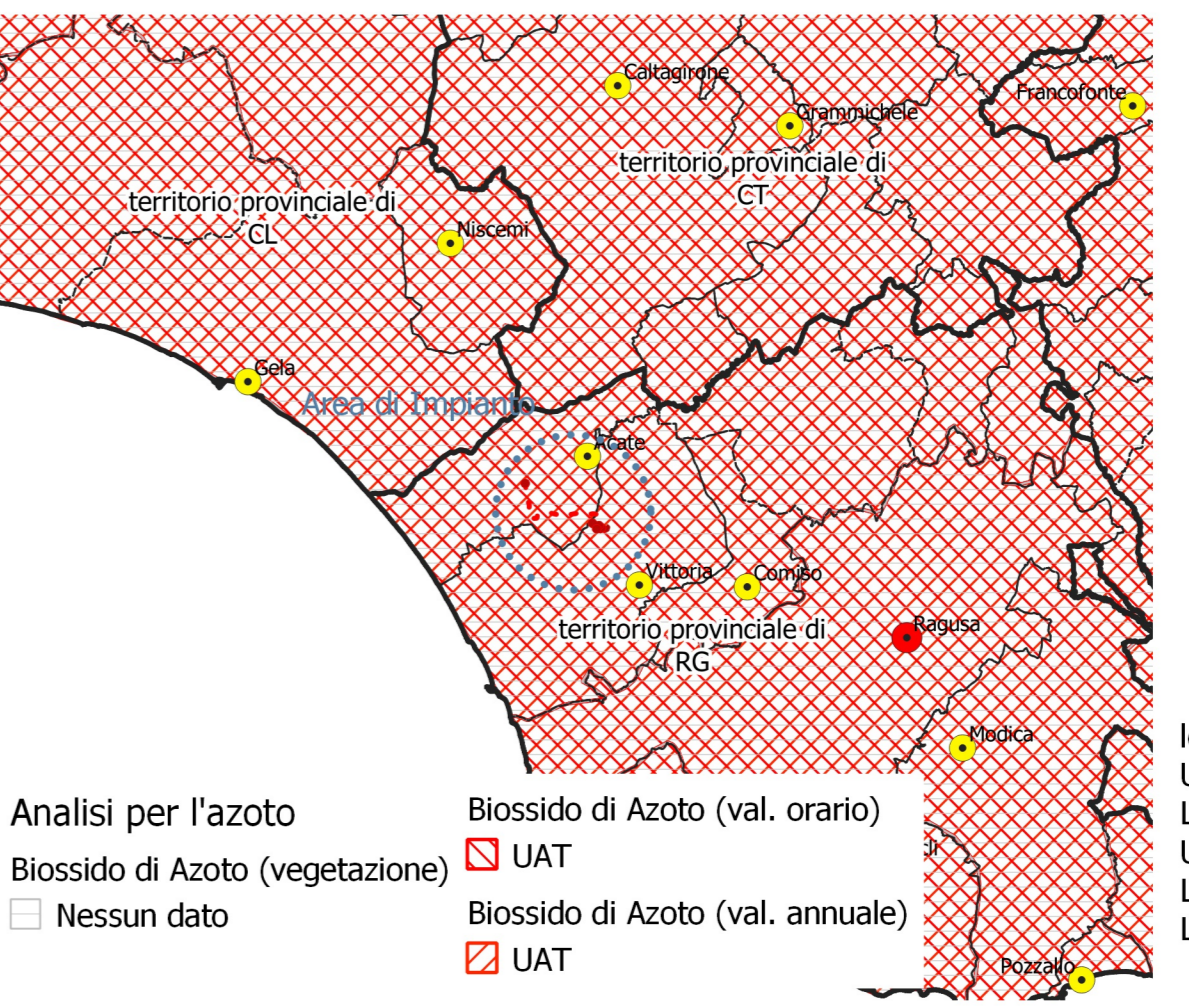 Caltagirone
Francofonte
Grammichele
territorio provinciale di
CT
territorio provinciale di
CL
Niscemi
Gela
Area di Impianto
Acate
Vittoria
Comiso
territorio provinciale di
RG
Ragusa
Modica
Analisi per l'azoto
Biossido di Azoto (vegetazione)
Nessun dato
Biossido di Azoto (val. orario)
UAT
Biossido di Azoto (val. annuale)
UAT
Pozzallo